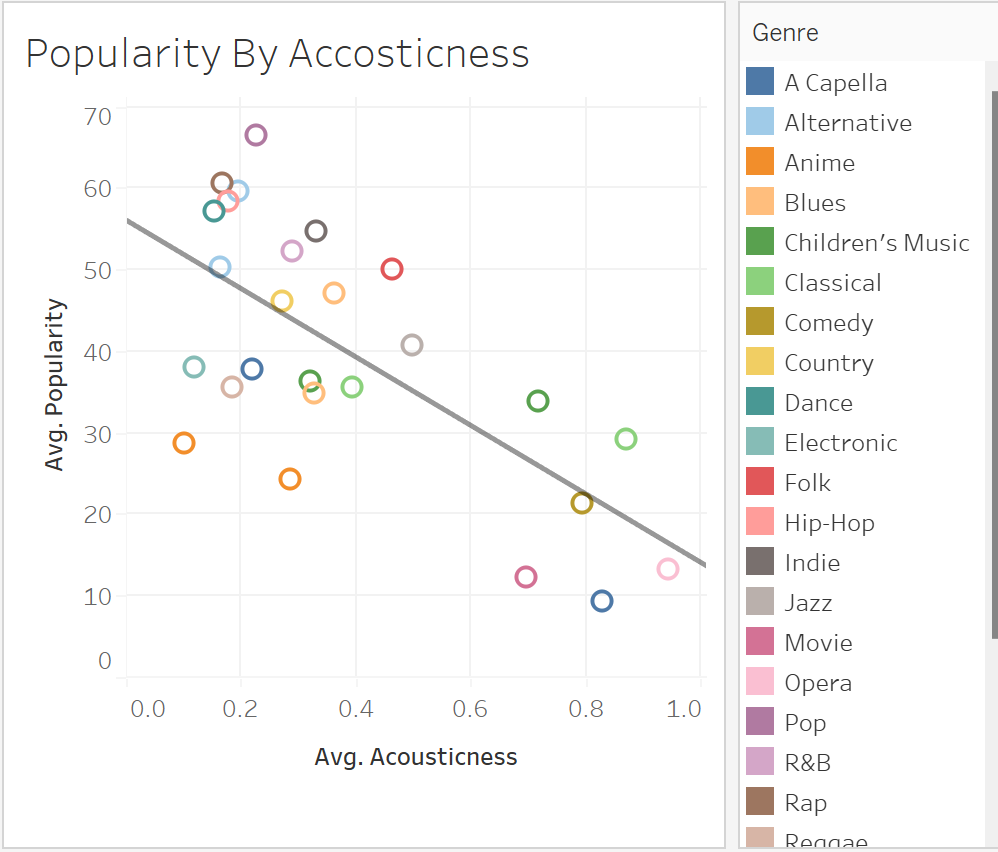 Popularity By Accosticness
70
60
50
40
30
20
10
0
Avg. Popularity
0.0 0.2 0.4 0.6 0.8 1.0
Avg. Acousticness
Genre
A Capella
Alternative
Anime
Blues
Children's Music
Classical
Comedy
Country
Dance
Electronic
Folk
Hip-Hop
Indie
Jazz
Movie
Opera
Pop
R&B
Rap
Reggae